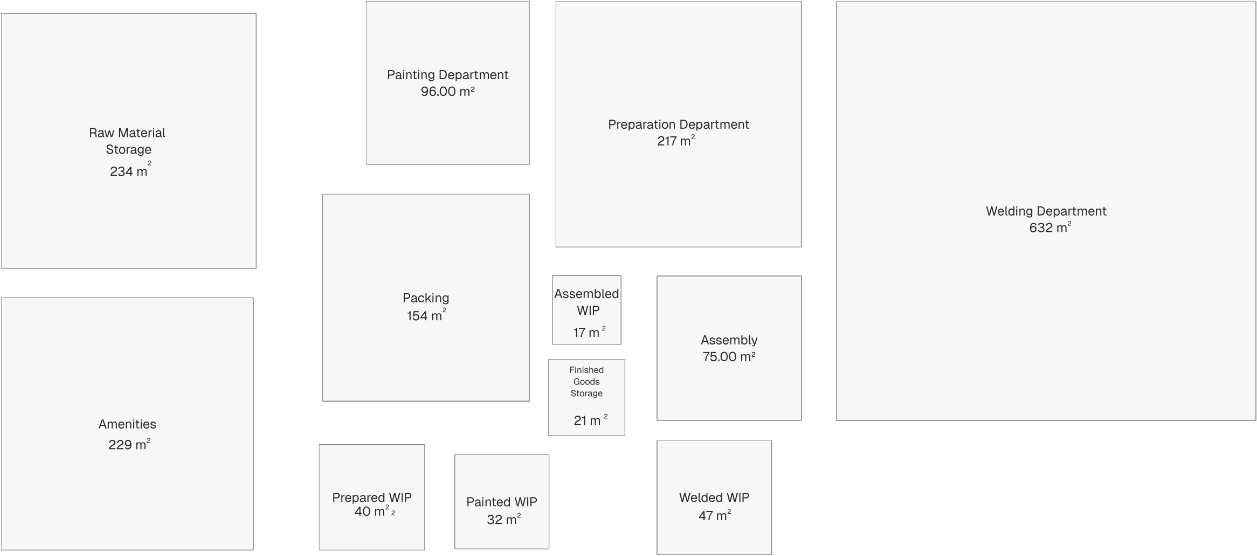 Raw Material
Storage
234 m²
Painting Department
96.00 m²
Preparation Department
217 m²
Welding Department
632 m²
Packing
154 m²
Assembled
WIP
17 m²
Assembly
75.00 m²
Finished
Goods
Storage
21 m²
Amenities
229 m²
Prepared WIP
40 m² ₂
Painted WIP
32 m²
Welded WIP
47 m²